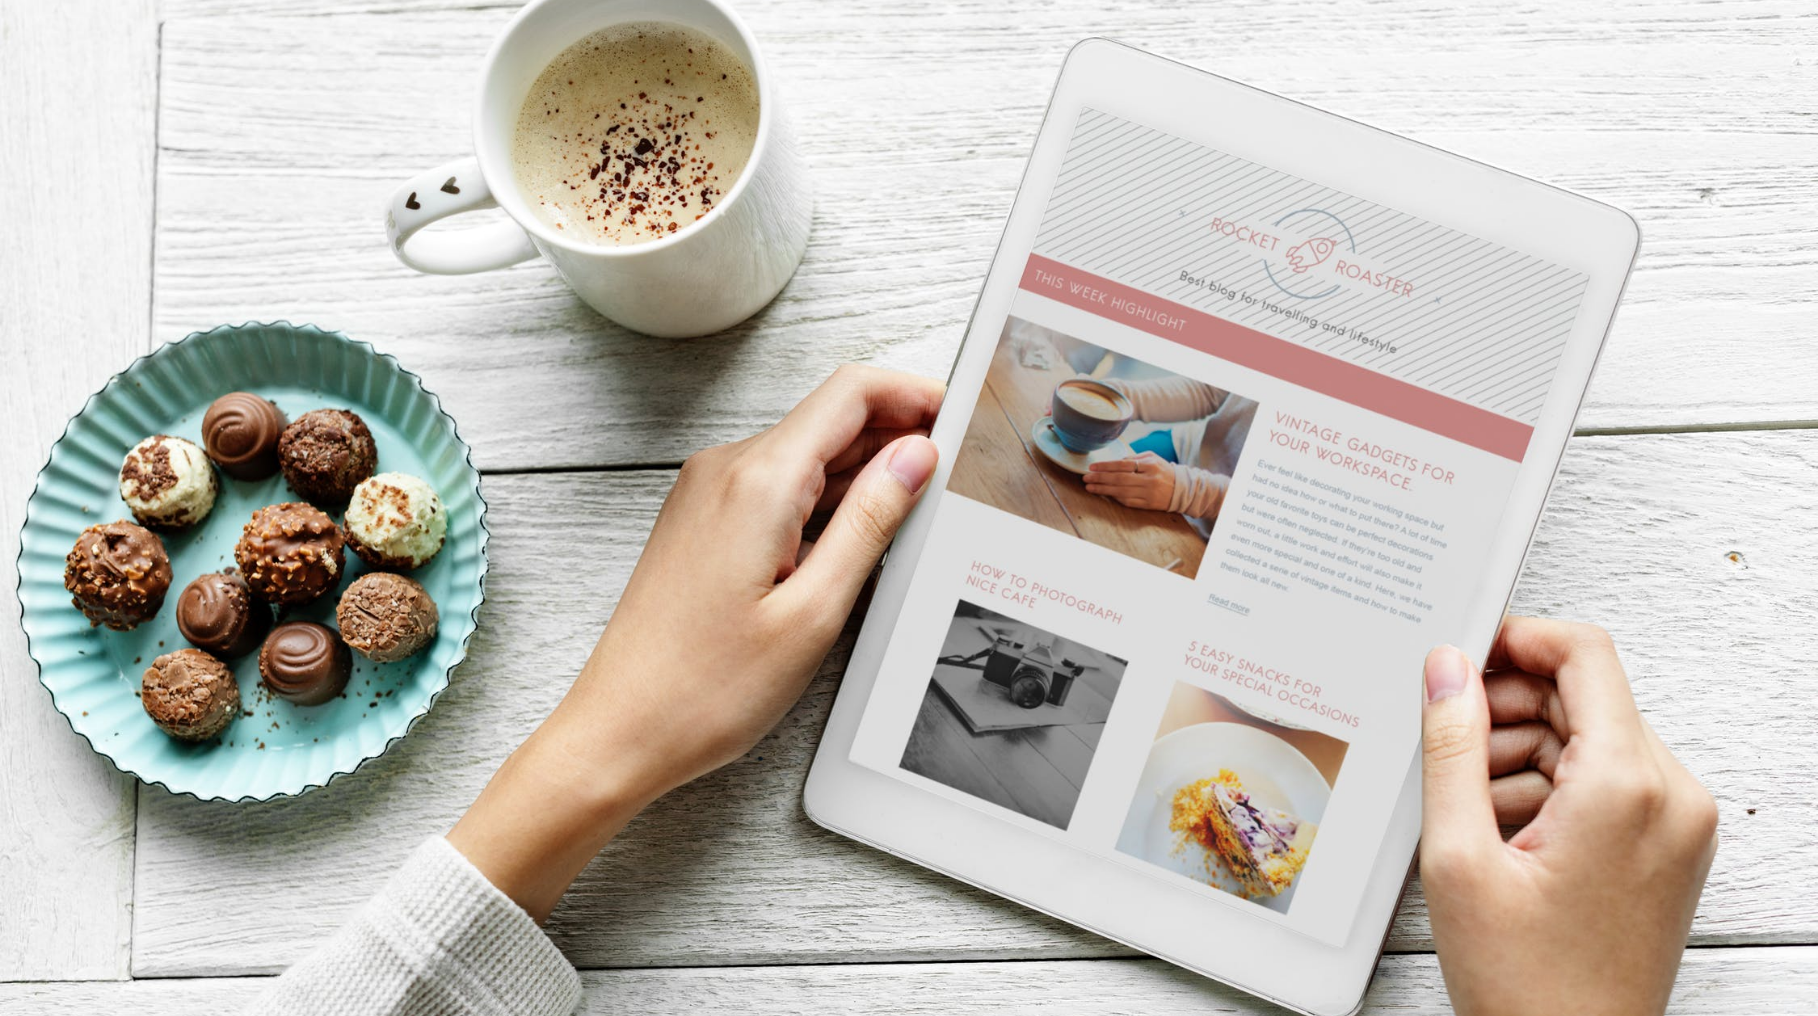 ROCKET ROASTER
Best blog for travelling and lifestyle
THIS WEEK HIGHLIGHT
VINTAGE GADGETS FOR
YOUR WORKSPACE.
Ever feel like decorating your working space but
had no idea how or what to put there? A lot of time
your old favorite toys can be perfect decorations
but were often neglected. If they're too old and
worn out, a little work and effort will also make it
even more special and one of a kind. Here, we have
collected a serie of vintage items and how to make
them look all new.
Read more
HOW TO PHOTOGRAPH
NICE CAFE
5 EASY SNACKS FOR
YOUR SPECIAL OCCASIONS